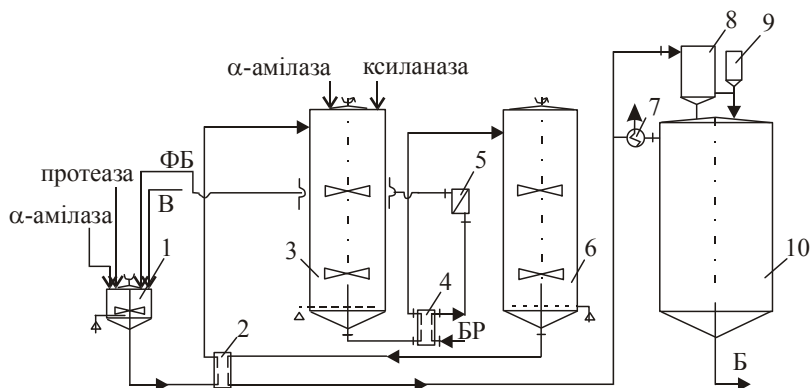 8
9
α-амілаза
ксиланаза
7
ФБ
5
протеаза
В
α-амілаза
1
3
4
6
10
БР
2
Б